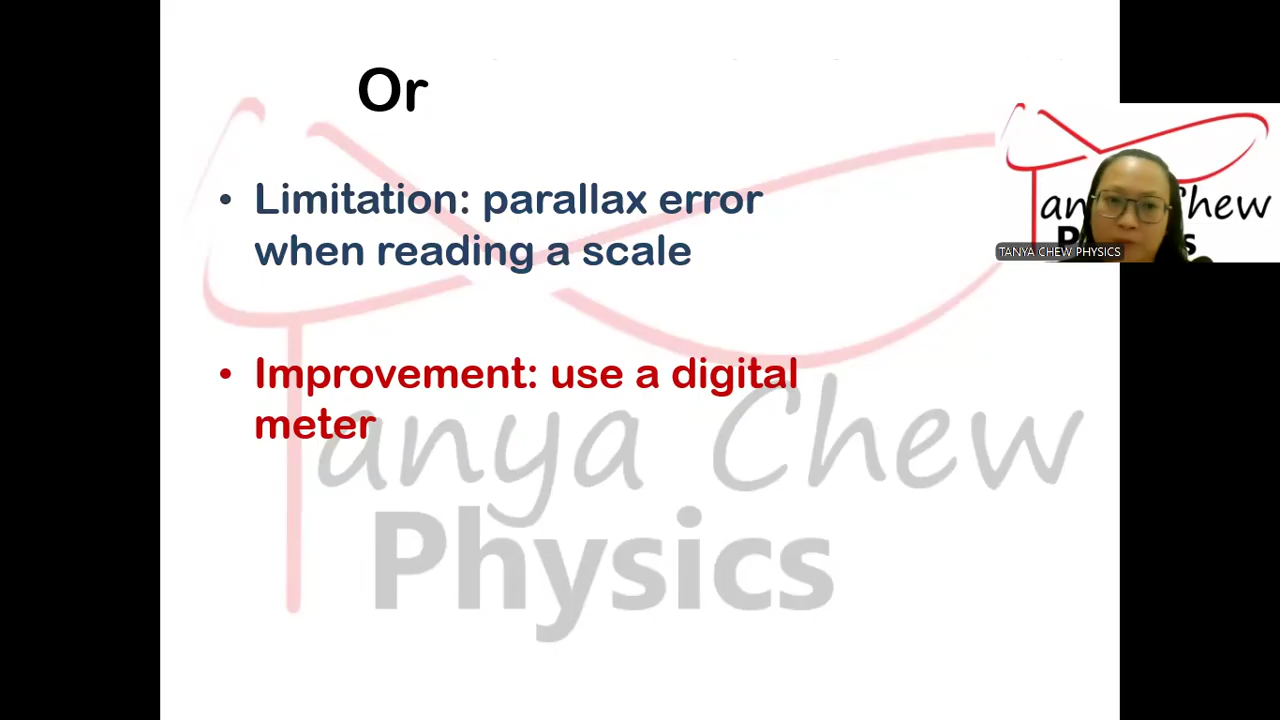 Or
• Limitation: parallax error
when reading a scale
• Improvement: use a digital
meter
Tanya Chew
Physics
TANYA CHEW PHYSICS